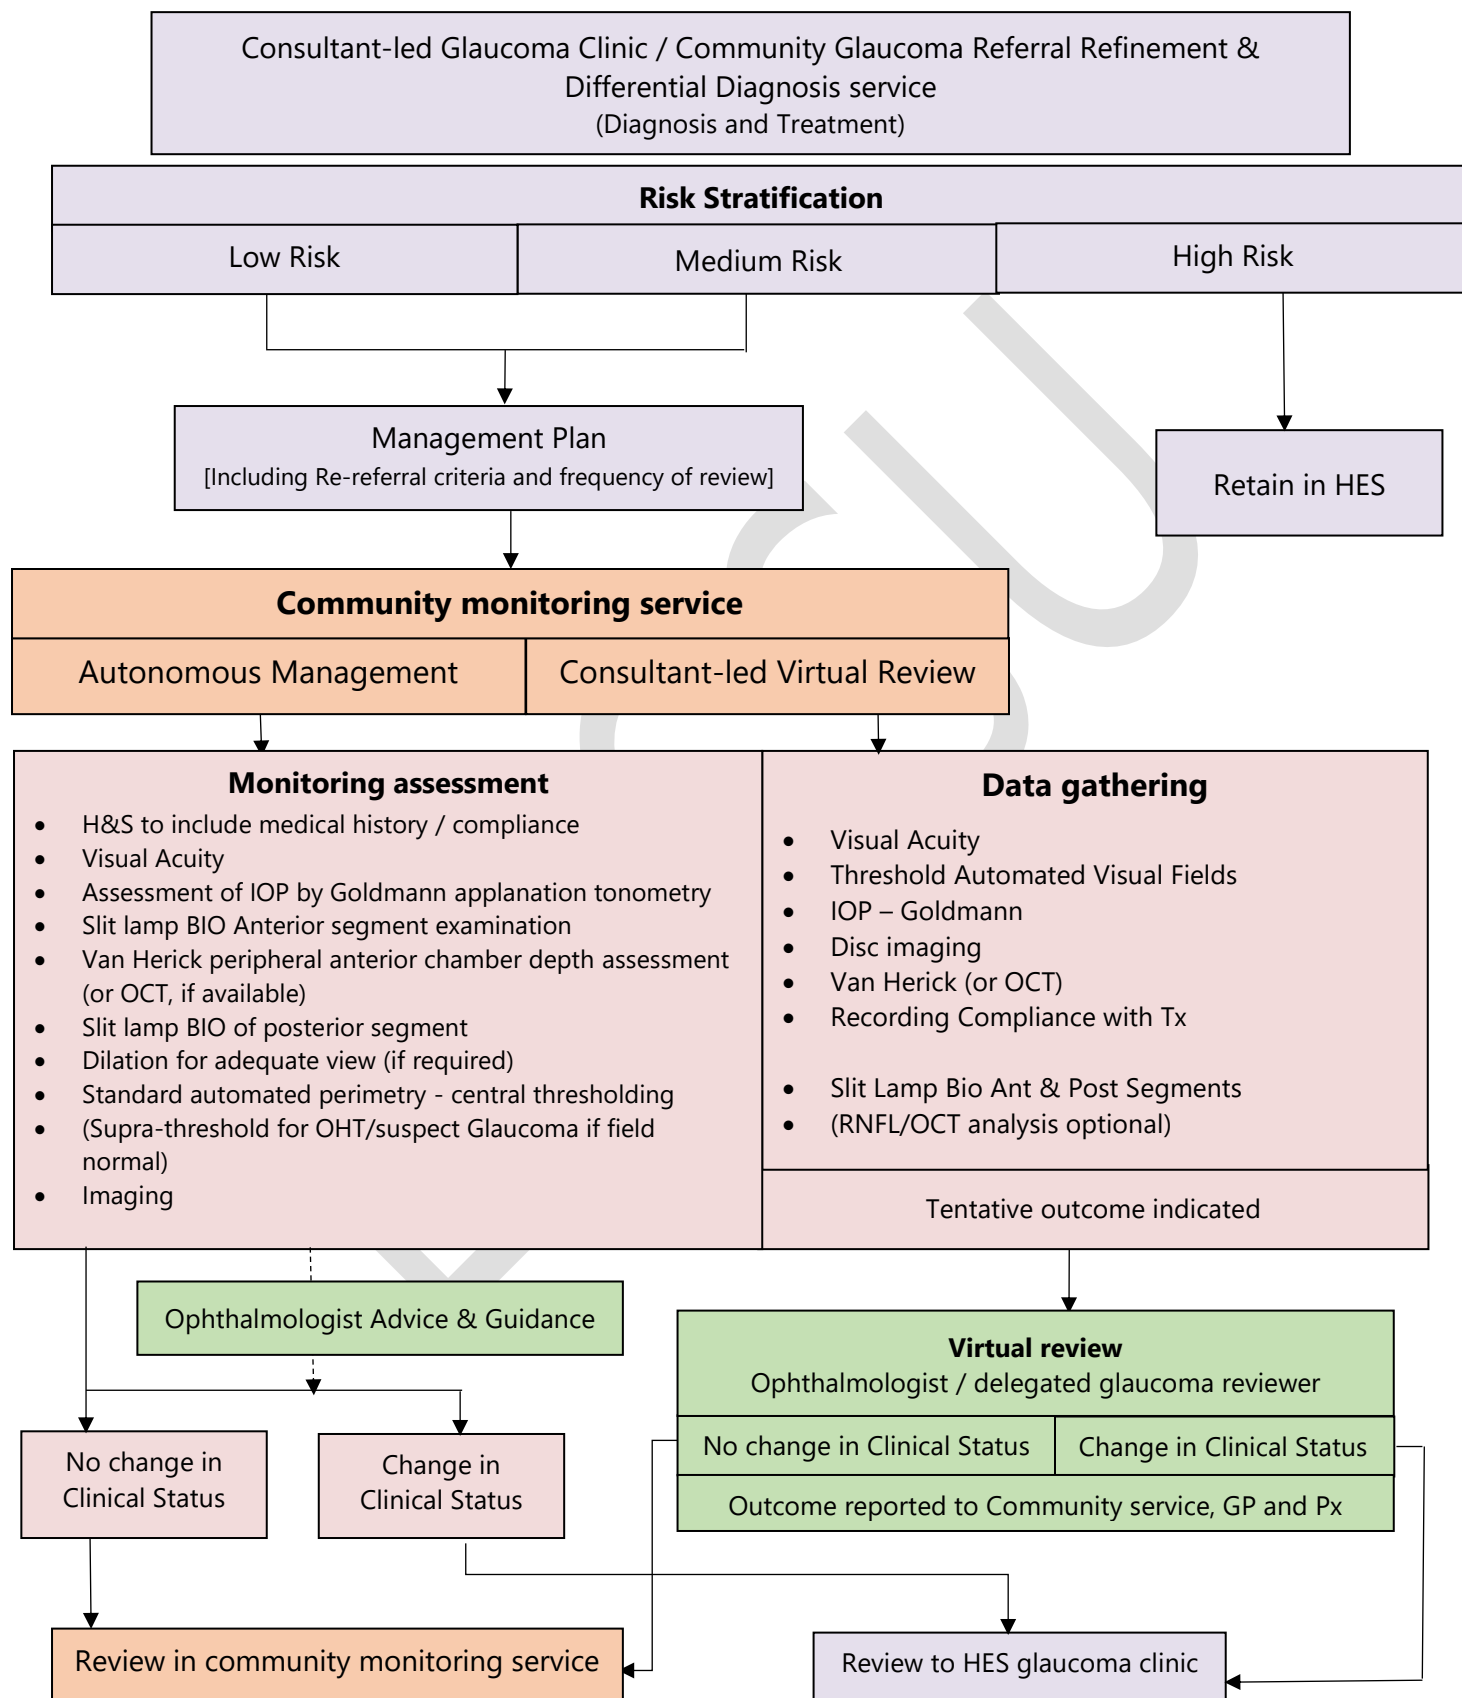 Consultant-led Glaucoma Clinic / Community Glaucoma Referral Refinement &
Differential Diagnosis service
(Diagnosis and Treatment)
Risk Stratification
Low Risk
Medium Risk
High Risk
Management Plan
[Including Re-referral criteria and frequency of review]
Retain in HES
Community monitoring service
Autonomous Management
Consultant-led Virtual Review
Monitoring assessment
• H&S to include medical history / compliance
• Visual Acuity
• Assessment of IOP by Goldmann applanation tonometry
• Slit lamp BIO Anterior segment examination
• Van Herick peripheral anterior chamber depth assessment
(or OCT, if available)
• Slit lamp BIO of posterior segment
• Dilation for adequate view (if required)
• Standard automated perimetry - central thresholding
• (Supra-threshold for OHT/suspect Glaucoma if field
normal)
• Imaging
Data gathering
• Visual Acuity
• Threshold Automated Visual Fields
• IOP – Goldmann
• Disc imaging
• Van Herick (or OCT)
• Recording Compliance with Tx
• Slit Lamp Bio Ant & Post Segments
• (RNFL/OCT analysis optional)
Tentative outcome indicated
Ophthalmologist Advice & Guidance
Virtual review
Ophthalmologist / delegated glaucoma reviewer
No change in Clinical Status
Change in Clinical Status
Outcome reported to Community service, GP and Px
No change in
Clinical Status
Change in
Clinical Status
Review in community monitoring service
Review to HES glaucoma clinic